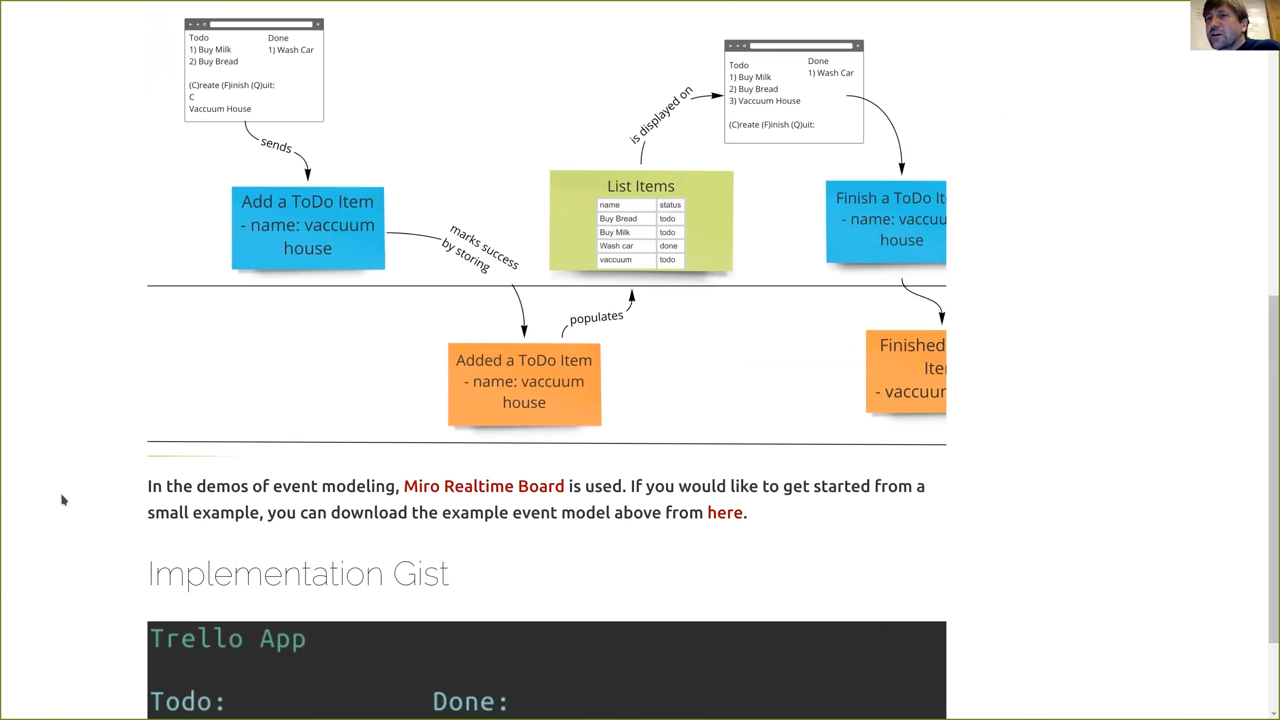 Todo Done
1) Buy Milk 1) Wash Car
2) Buy Bread
(C)reate (F)inish (Q)uit:
C
Vaccuum House
sends
Add a ToDo Item
- name: vaccuum
house
marks success
by storing
Added a ToDo Item
- name: vaccuum
house
populates
List Items
name status
Buy Bread todo
Buy Milk todo
Wash car done
vaccuum todo
is displayed on
Todo Done
1) Buy Milk 1) Wash Car
2) Buy Bread
3) Vaccuum House
(C)reate (F)inish (Q)uit:
Finish a ToDo It
- name: vaccu
house
Finished
Ite
- vaccuur
In the demos of event modeling, Miro Realtime Board is used. If you would like to get started from a
small example, you can download the example event model above from here.
Implementation Gist
Trello App
Todo: Done: